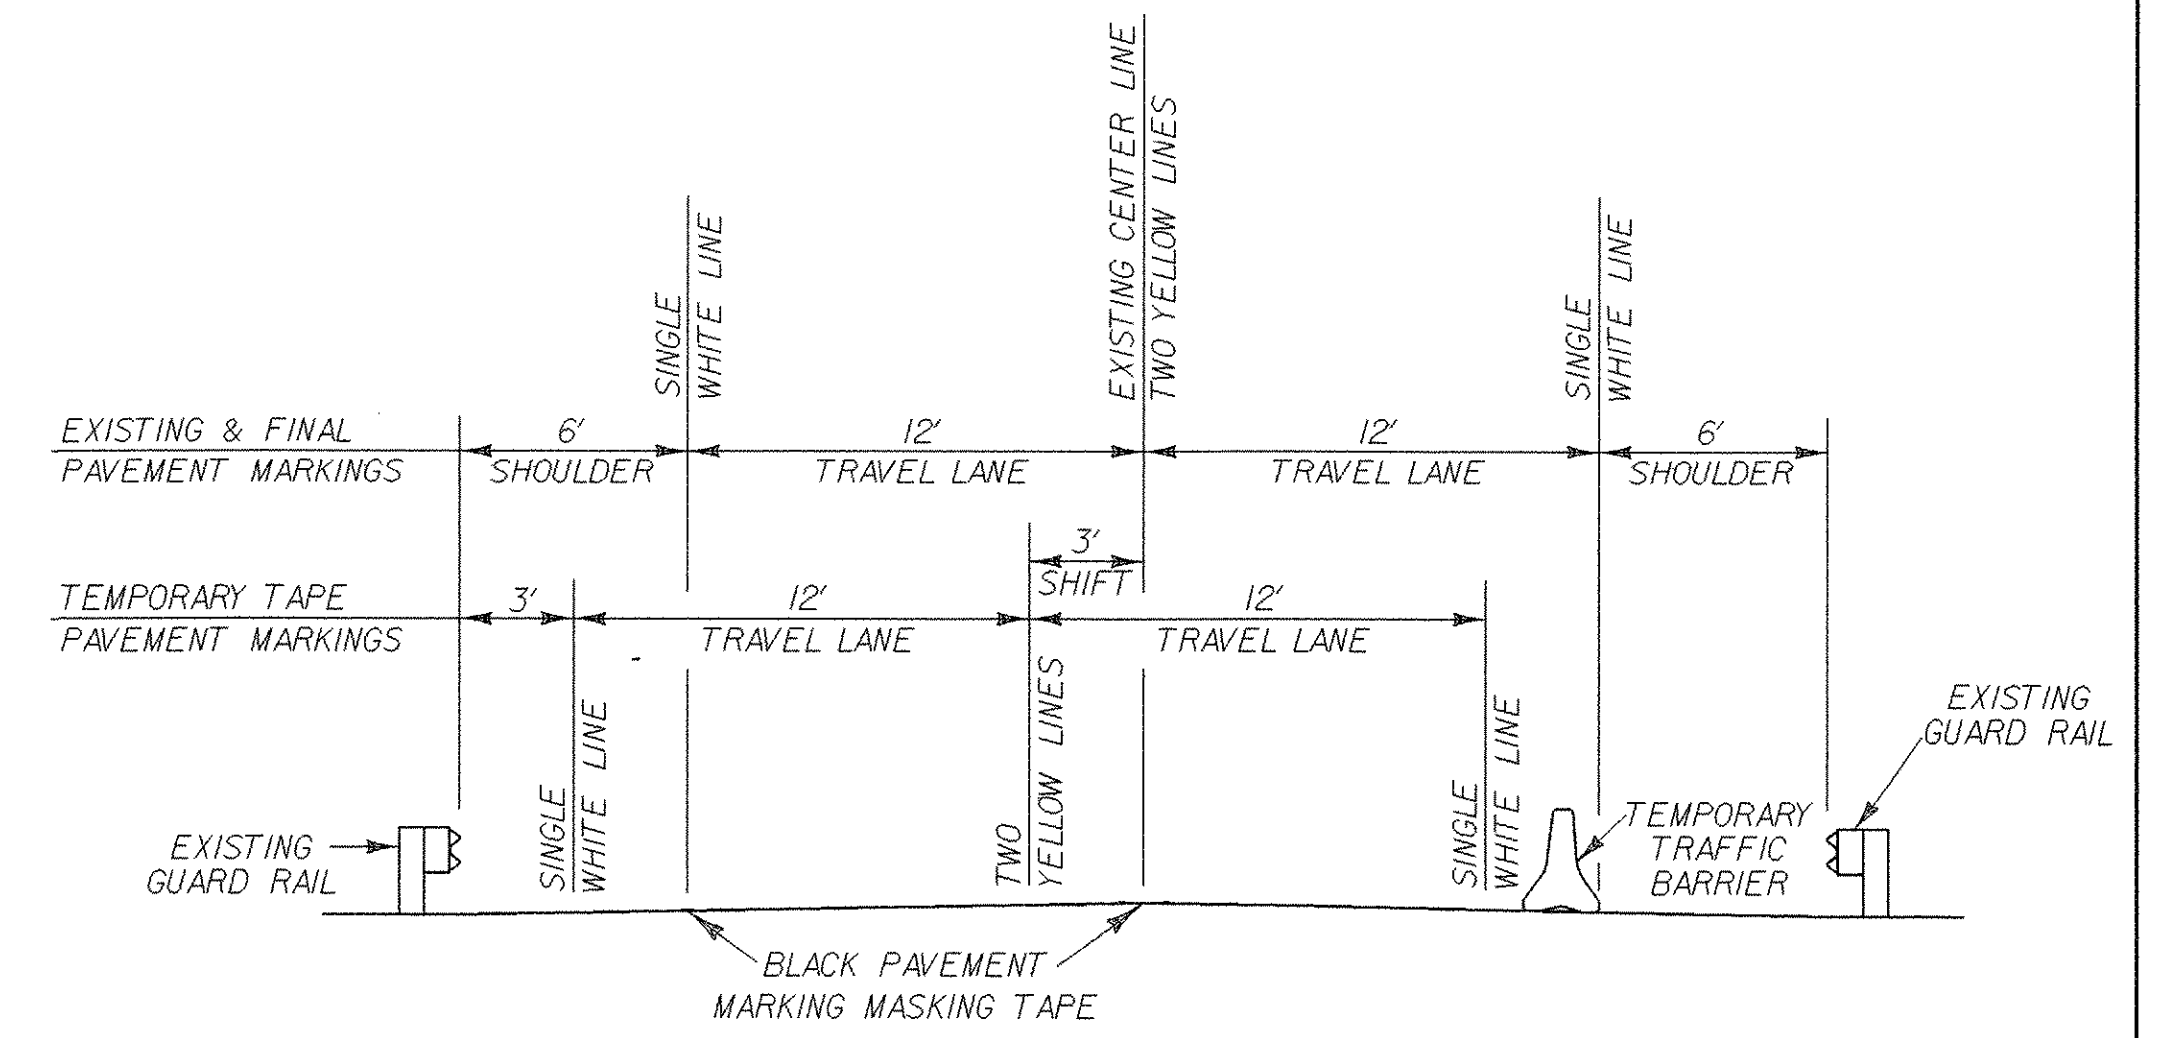 EXISTING CENTER LINE
TWO YELLOW LINES
SINGLE
WHITE LINE
SINGLE
WHITE LINE
EXISTING & FINAL
PAVEMENT MARKINGS
6'
SHOULDER
12'
TRAVEL LANE
12'
TRAVEL LANE
6'
SHOULDER
3'
SHIFT
TEMPORARY TAPE
PAVEMENT MARKINGS
3'
12'
TRAVEL LANE
12'
TRAVEL LANE
SINGLE
WHITE LINE
TWO
YELLOW LINES
SINGLE
WHITE LINE
EXISTING
GUARD RAIL
EXISTING
GUARD RAIL
TEMPORARY
TRAFFIC
BARRIER
BLACK PAVEMENT
MARKING MASKING TAPE